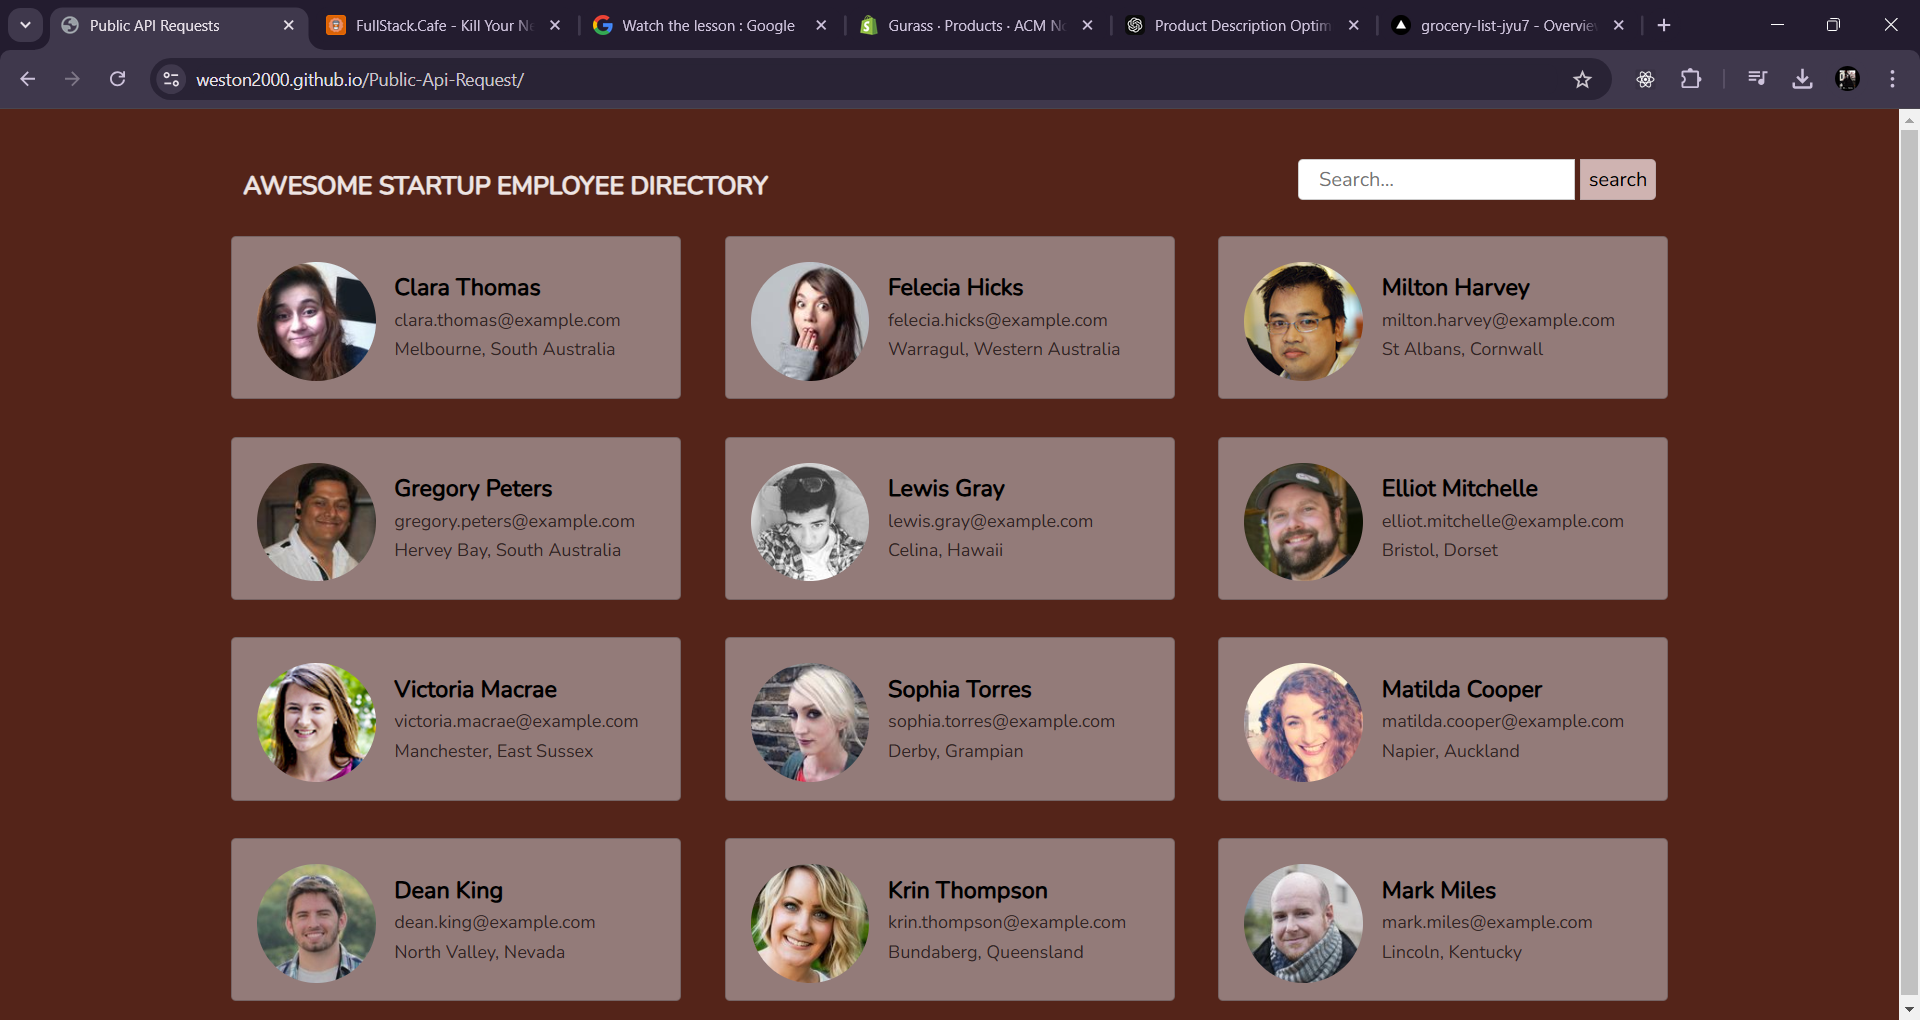 Public API Requests
FullStack.Cafe - Kill Your
Watch the lesson : Google
Gurass · Products · ACM
Product Description Optim
grocery-list-jyu7 - Overvie
weston2000.github.io/Public-Api-Request/
AWESOME STARTUP EMPLOYEE DIRECTORY
Search...
search
Clara Thomas
clara.thomas@example.com
Melbourne, South Australia
Felecia Hicks
felecia.hicks@example.com
Warragul, Western Australia
Milton Harvey
milton.harvey@example.com
St Albans, Cornwall
Gregory Peters
gregory.peters@example.com
Hervey Bay, South Australia
Lewis Gray
lewis.gray@example.com
Celina, Hawaii
Elliot Mitchelle
elliot.mitchelle@example.com
Bristol, Dorset
Victoria Macrae
victoria.macrae@example.com
Manchester, East Sussex
Sophia Torres
sophia.torres@example.com
Derby, Grampian
Matilda Cooper
matilda.cooper@example.com
Napier, Auckland
Dean King
dean.king@example.com
North Valley, Nevada
Krin Thompson
krin.thompson@example.com
Bundaberg, Queensland
Mark Miles
mark.miles@example.com
Lincoln, Kentucky